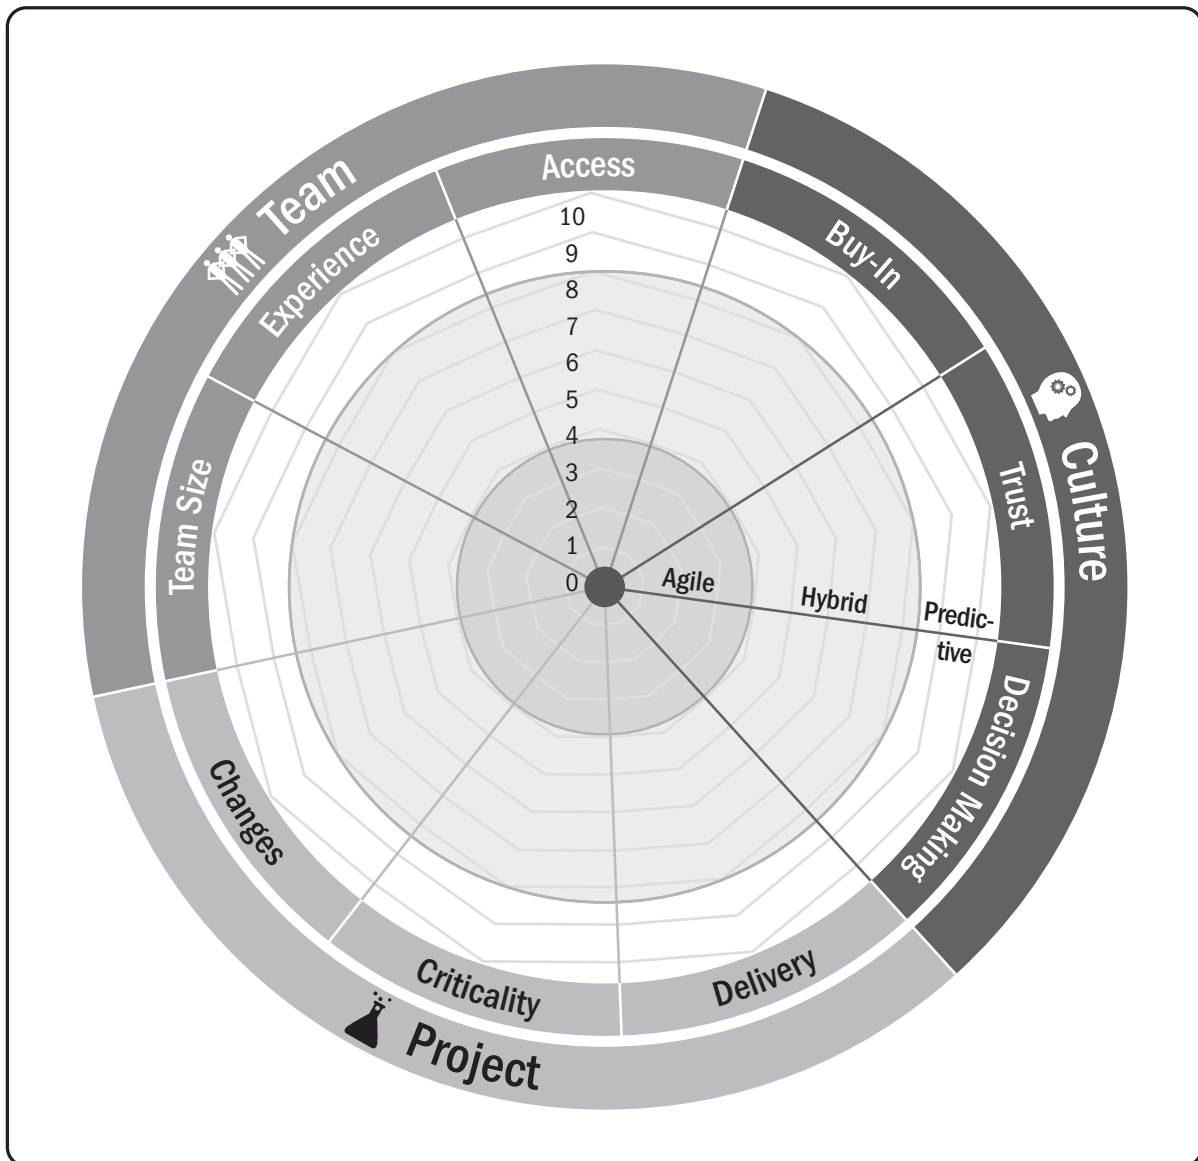 Team
Culture
Project
Access
Buy-In
Trust
Decision Making
Delivery
Criticality
Changes
Team Size
Experience
10
9
8
7
6
5
4
3
2
1
0
Agile
Hybrid
Predic-
tive